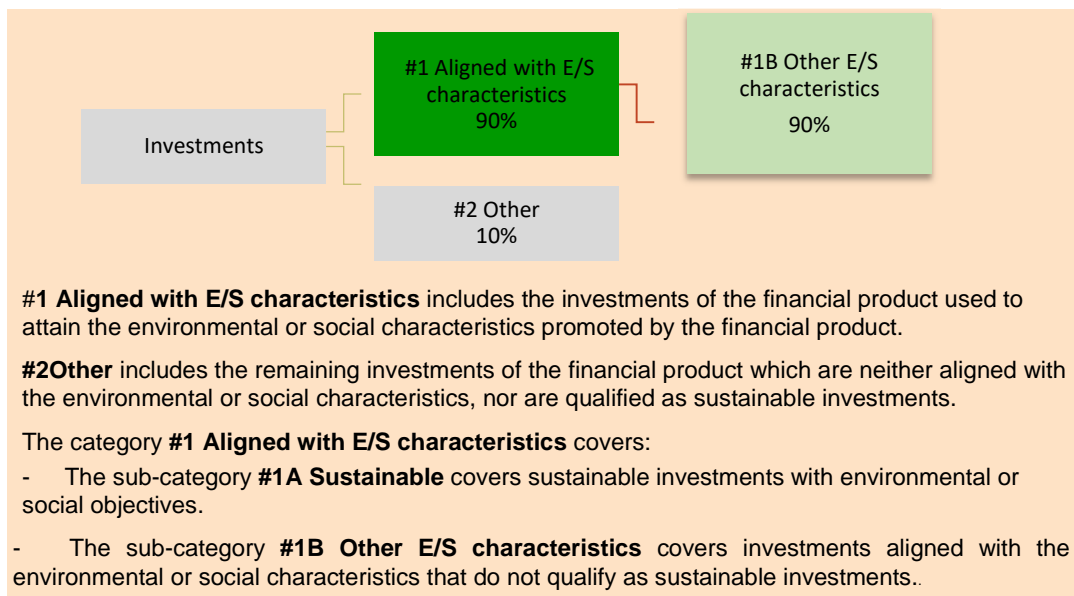 #1 Aligned with E/S
characteristics
90%
#1B Other E/S
characteristics
90%
Investments
#2 Other
10%
#1 Aligned with E/S characteristics includes the investments of the financial product used to
attain the environmental or social characteristics promoted by the financial product.
#2Other includes the remaining investments of the financial product which are neither aligned with
the environmental or social characteristics, nor are qualified as sustainable investments.
The category #1 Aligned with E/S characteristics covers:
- The sub-category #1A Sustainable covers sustainable investments with environmental or
social objectives.
- The sub-category #1B Other E/S characteristics covers investments aligned with the
environmental or social characteristics that do not qualify as sustainable investments..